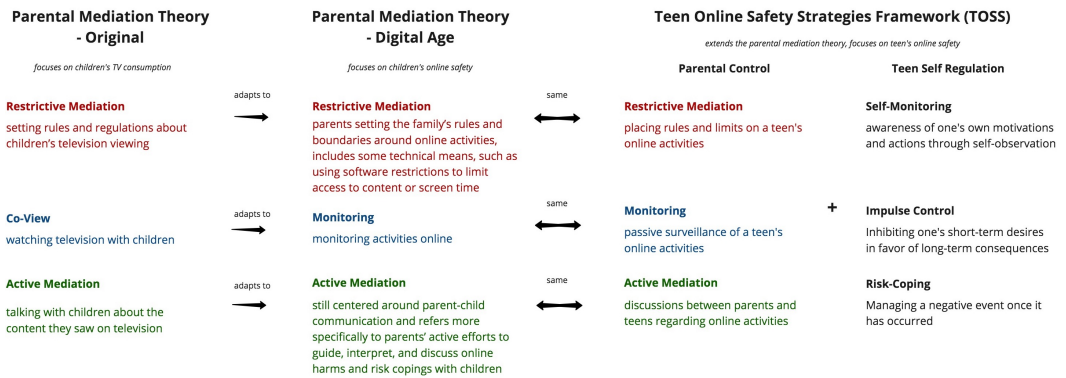 Parental Mediation Theory
- Original
focuses on children's TV consumption
Restrictive Mediation
setting rules and regulations about
children's television viewing
Co-View
watching television with children
Active Mediation
talking with children about the
content they saw on television
adapts to
adapts to
adapts to
Parental Mediation Theory
- Digital Age
focuses on children's online safety
Restrictive Mediation
parents setting the family's rules and
boundaries around online activities,
includes some technical means, such as
using software restrictions to limit
access to content or screen time
Monitoring
monitoring activities online
Active Mediation
still centered around parent-child
communication and refers more
specifically to parents' active efforts to
guide, interpret, and discuss online
harms and risk copings with children
same
same
same
Teen Online Safety Strategies Framework (TOSS)
extends the parental mediation theory, focuses on teen's online safety
Parental Control
Restrictive Mediation
placing rules and limits on a teen's
online activities
Monitoring
passive surveillance of a teen's
online activities
Active Mediation
discussions between parents and
teens regarding online activities
+
Teen Self Regulation
Self-Monitoring
awareness of one's own motivations
and actions through self-observation
Impulse Control
Inhibiting one's short-term desires
in favor of long-term consequences
Risk-Coping
Managing a negative event once it
has occurred